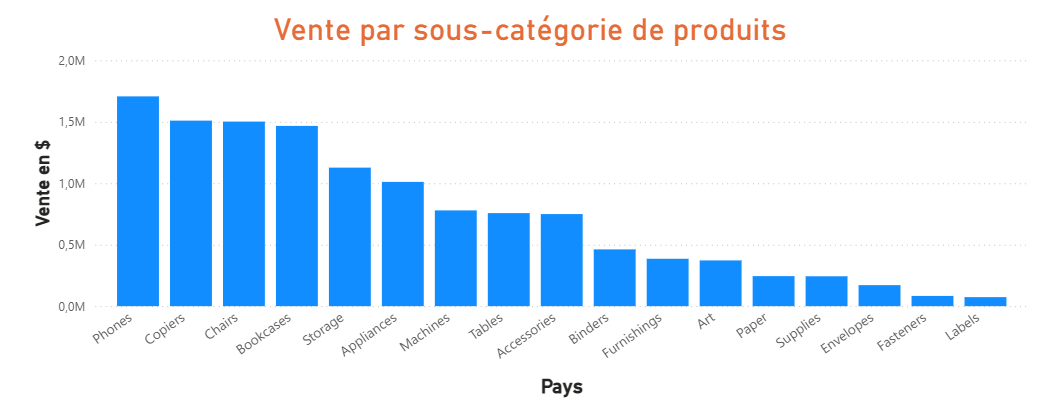 Vente par sous-catégorie de produits
2,0M
1,5M
1,0M
0,5M
0,0M
Vente en $
Phones
Copiers
Chairs
Bookcases
Storage
Appliances
Machines
Tables
Accessories
Binders
Furnishings
Art
Paper
Supplies
Envelopes
Fasteners
Labels
Pays